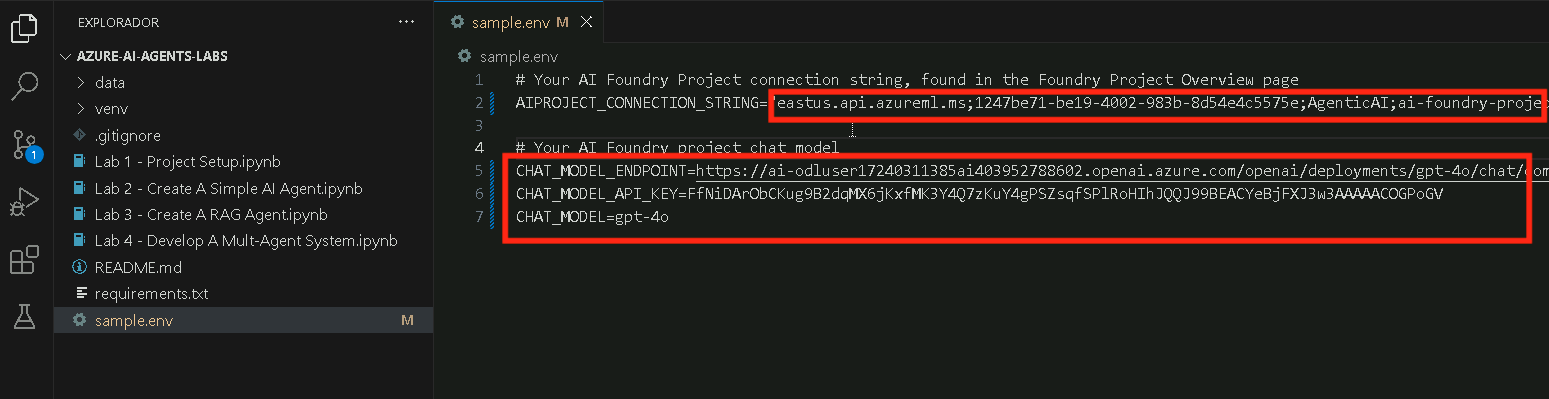 EXPLORADOR
AZURE-AI-AGENTS-LABS
data
venv
.gitignore
Lab 1 - Project Setup.ipynb
Lab 2 - Create A Simple AI Agent.ipynb
Lab 3 - Create A RAG Agent.ipynb
Lab 4 - Develop A Mult-Agent System.ipynb
README.md
requirements.txt
sample.env M
1
sample.env M
sample.env
1 # Your AI Foundry Project connection string, found in the Foundry Project Overview page
2 AIPROJECT_CONNECTION_STRING="eastus.api.azureml.ms;1247be71-be19-4002-983b-8d54e4c5575e;AgenticAI;ai-foundry-projec
3
4 # Your AI Foundry project chat model
5 CHAT_MODEL_ENDPOINT=https://ai-odluser17240311385ai403952788602.openai.azure.com/openai/deployments/gpt-4o/chat/com
6 CHAT_MODEL_API_KEY=
7 CHAT_MODEL=gpt-4o